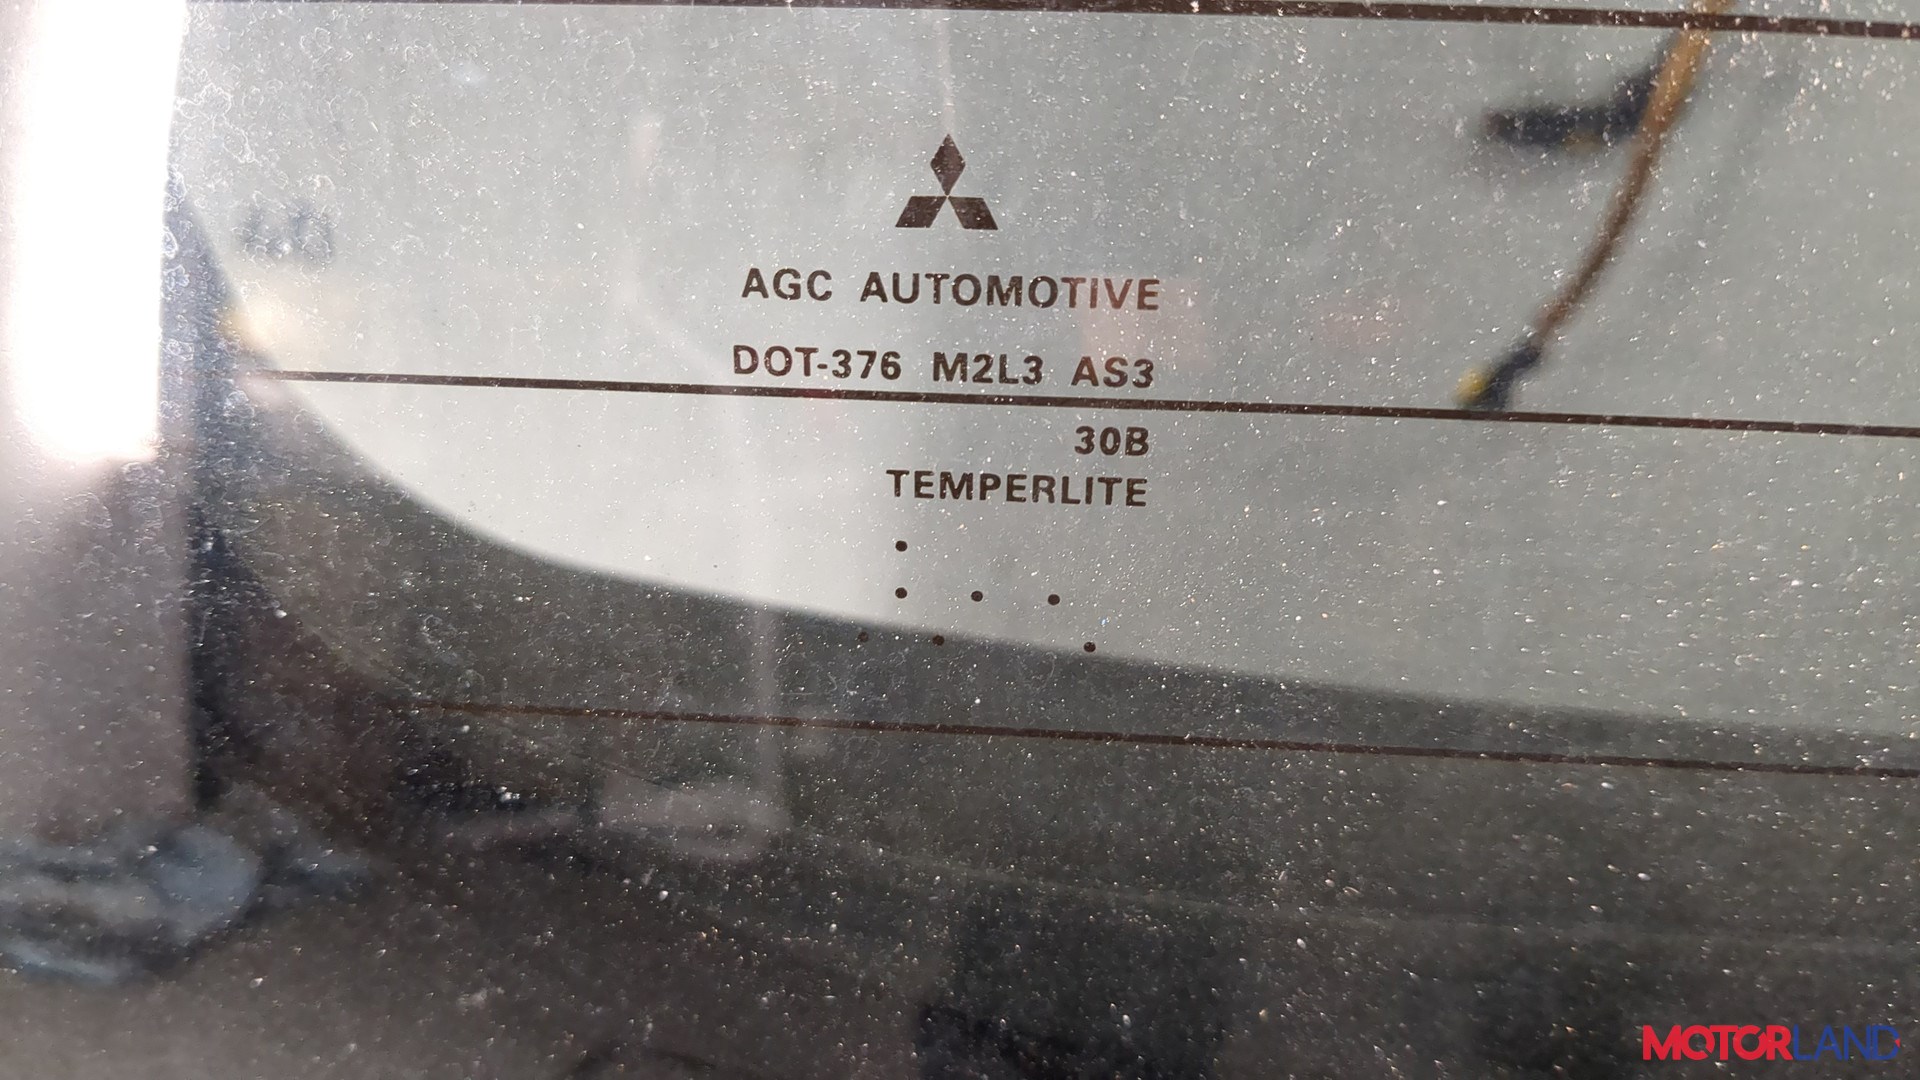 AGC AUTOMOTIVE
DOT-376 M2L3 AS3
30B
TEMPERLITE
MOTORLAND